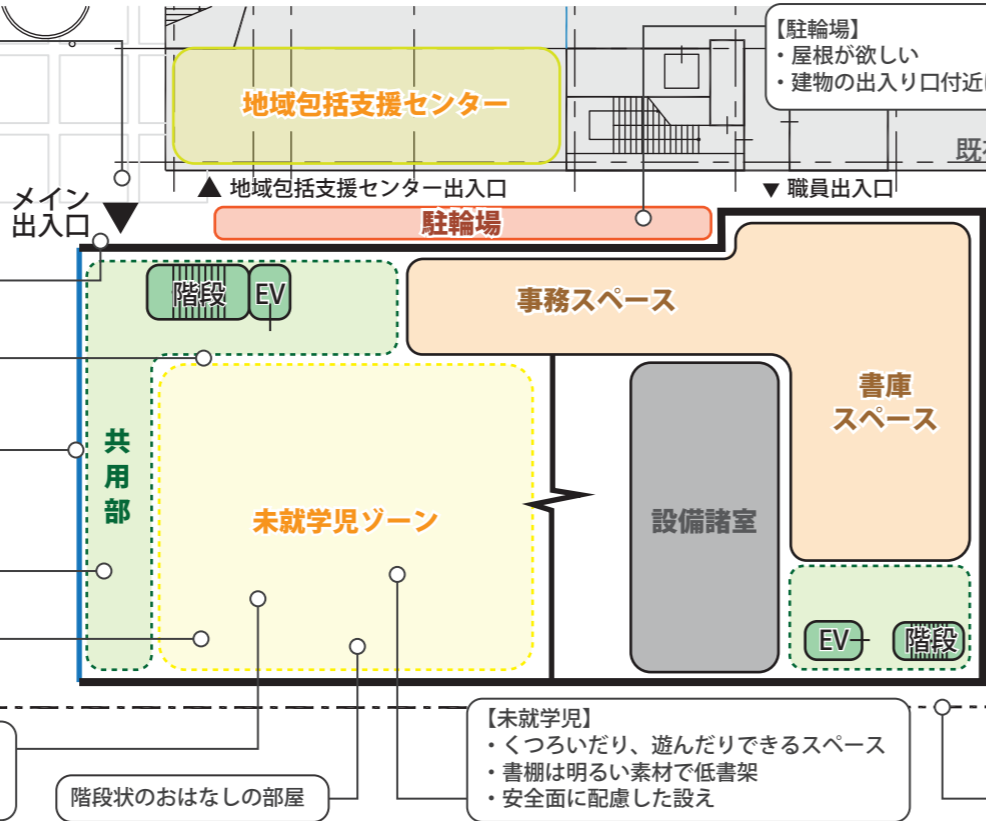 【駐輪場】
・屋根が欲しい
・建物の出入り口付近に
地域包括支援センター
既存
メイン
出入口
▲ 地域包括支援センター出入口
▼ 職員出入口
駐輪場
階段
EV
事務スペース
書庫
スペース
共用部
未就学児ゾーン
設備諸室
EV
階段
【未就学児】
・くつろいだり、遊んだりできるスペース
・書棚は明るい素材で低書架
・安全面に配慮した設え
階段状のおはなしの部屋